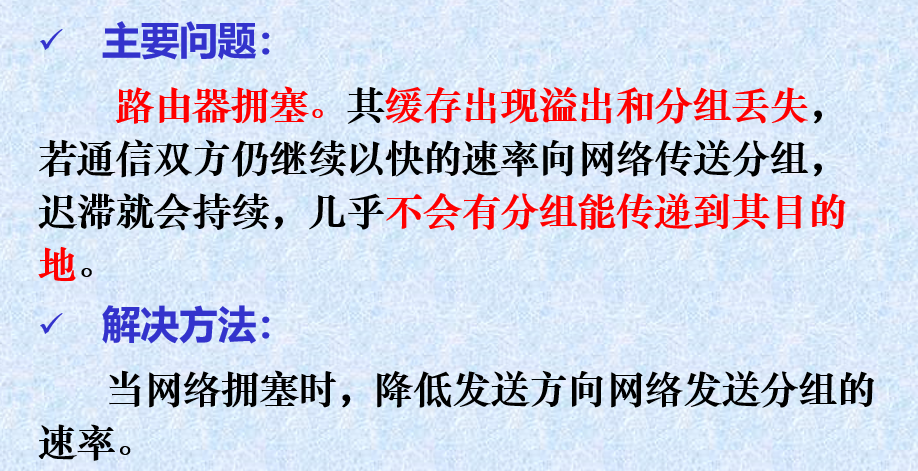 ✓ 主要问题：
路由器拥塞。其缓存出现溢出和分组丢失，
若通信双方仍继续以快的速率向网络传送分组，
迟滞就会持续，几乎不会有分组能传递到其目的
地。
✓ 解决方法：
当网络拥塞时，降低发送方向网络发送分组的
速率。